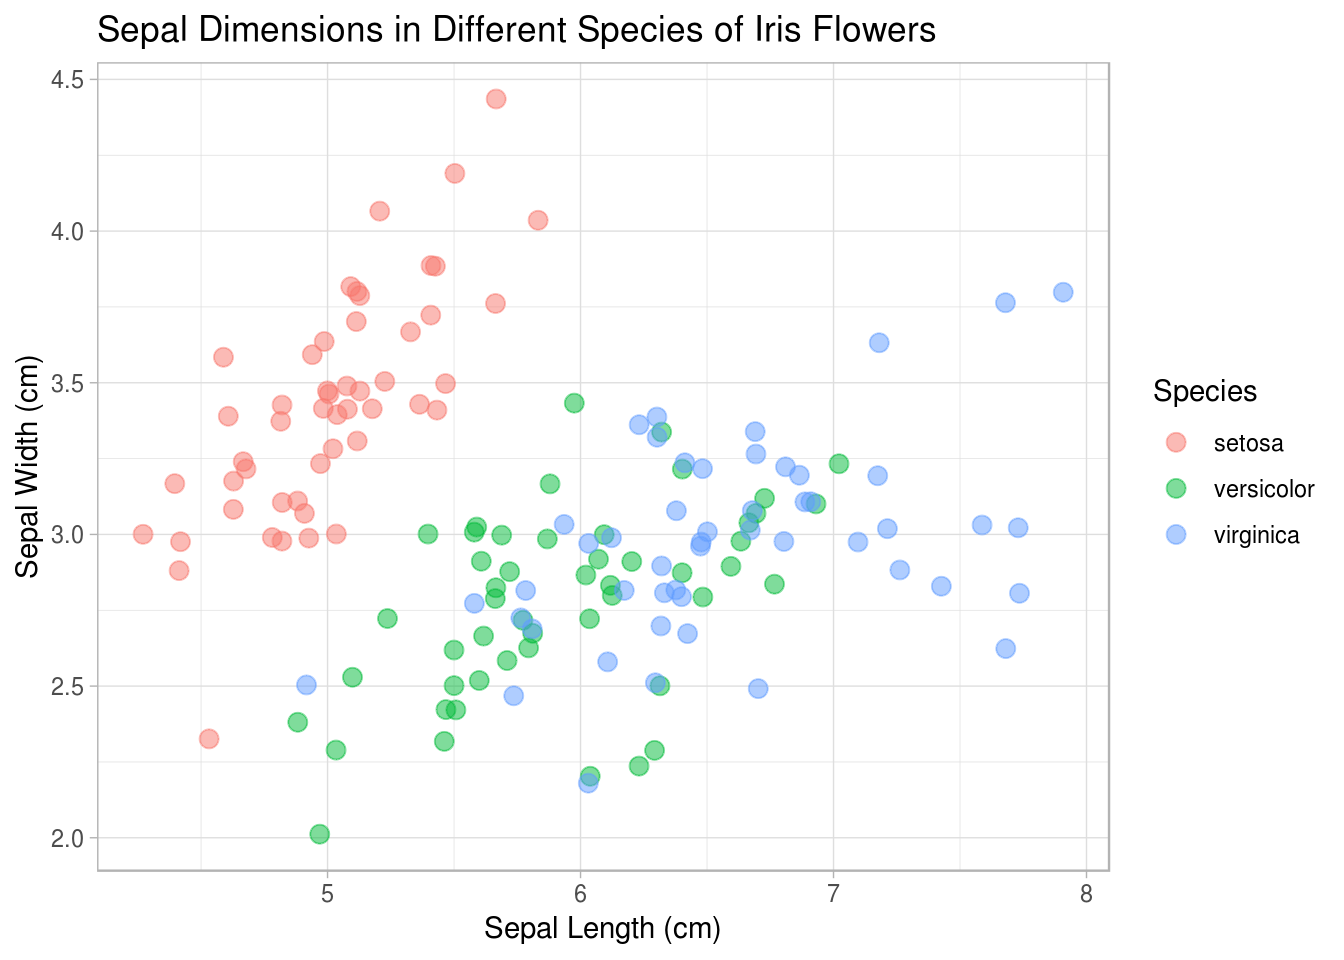 Sepal Dimensions in Different Species of Iris Flowers
4.5
4.0
3.5
3.0
2.5
2.0
Sepal Width (cm)
5 6 7 8
Sepal Length (cm)
Species
setosa
versicolor
virginica